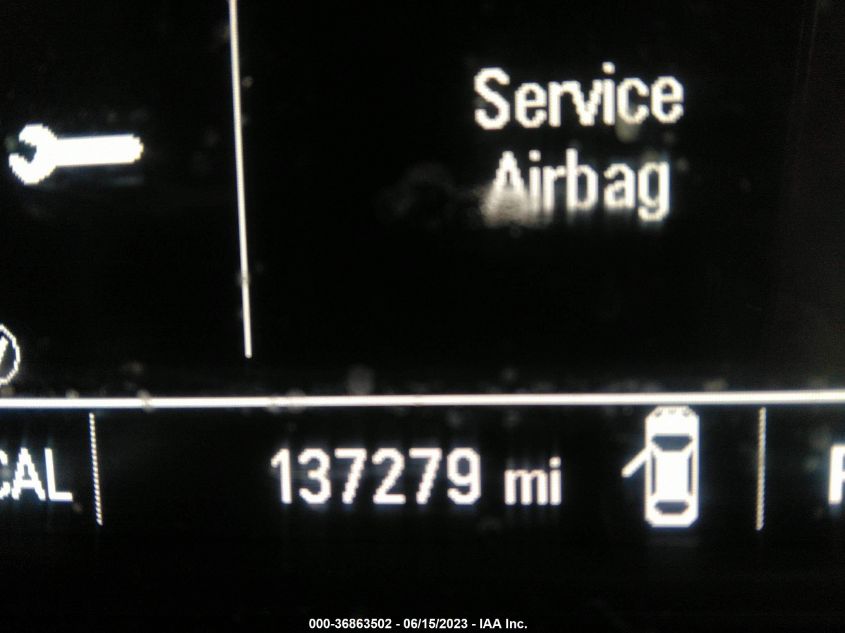 Service
Airbag
CAL
137279 mi
000-36863502 - 06/15/2023 - IAA Inc.